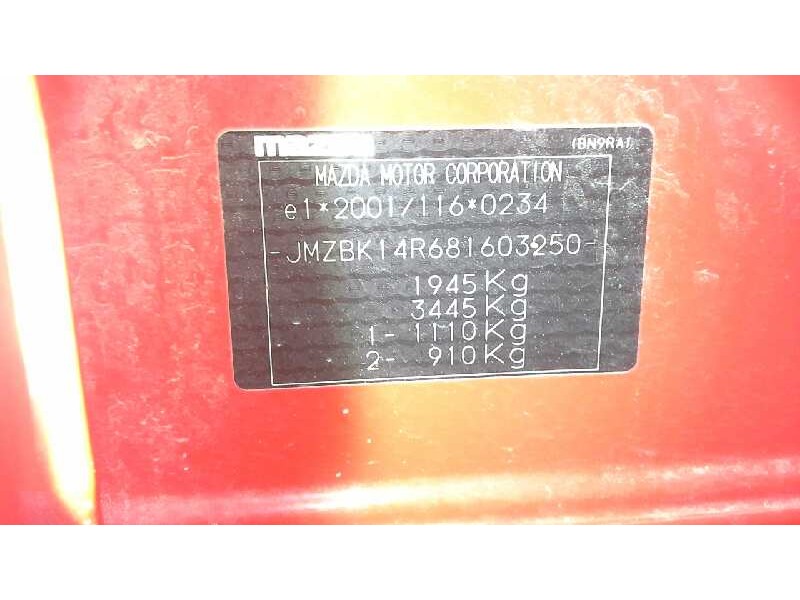 mazda (BN9RA)
MAZDA MOTOR CORPORATION
e1*2001/116*0234
-JMZBK14R681603250-
1945Kg
3445Kg
1- 1110Kg
2- 910Kg